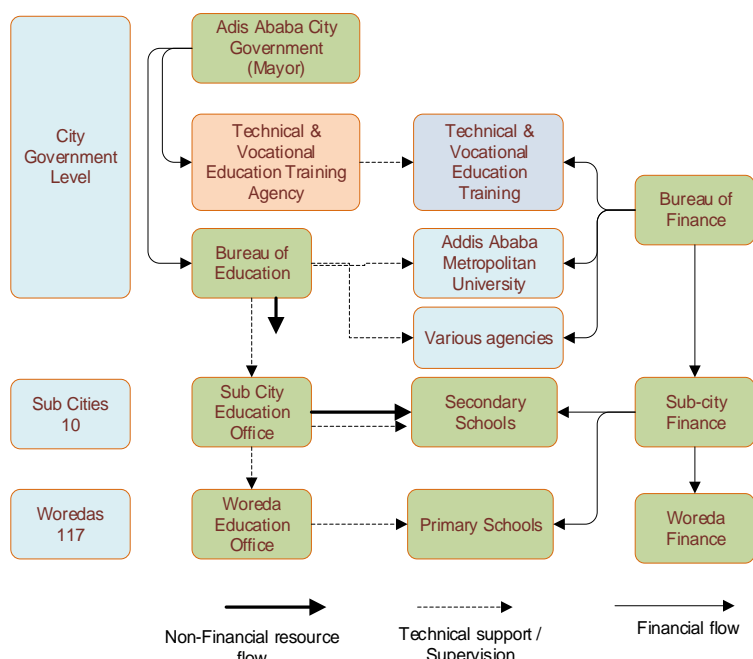 Adis Ababa City
Government
(Mayor)
City
Government
Level
Technical &
Vocational
Education Training
Agency
Technical &
Vocational
Education
Training
Bureau of
Finance
Bureau of
Education
Addis Ababa
Metropolitan
University
Various agencies
Sub Cities
10
Sub City
Education
Office
Secondary
Schools
Sub-city
Finance
Woredas
117
Woreda
Education
Office
Primary Schools
Woreda
Finance
Non-Financial resource
flow
Technical support /
Supervision
Financial flow